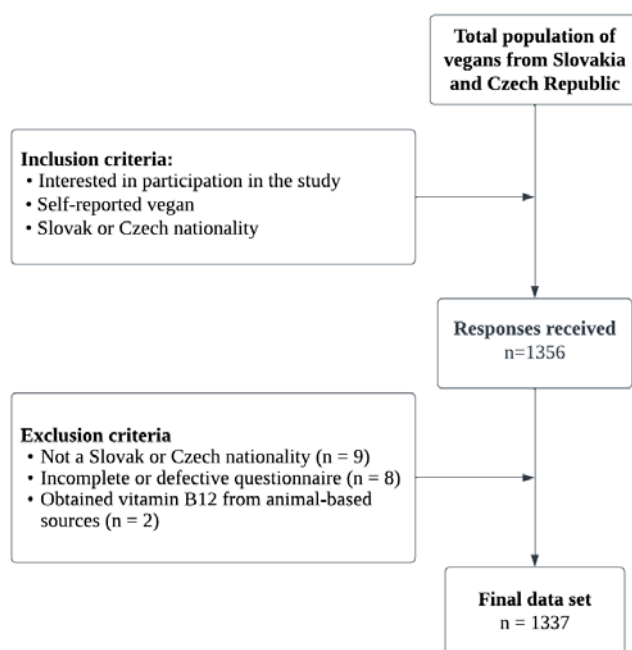 Total population of
vegans from Slovakia
and Czech Republic
Inclusion criteria:
• Interested in participation in the study
• Self-reported vegan
• Slovak or Czech nationality
Responses received
n=1356
Exclusion criteria
• Not a Slovak or Czech nationality (n = 9)
• Incomplete or defective questionnaire (n = 8)
• Obtained vitamin B12 from animal-based
sources (n = 2)
Final data set
n = 1337